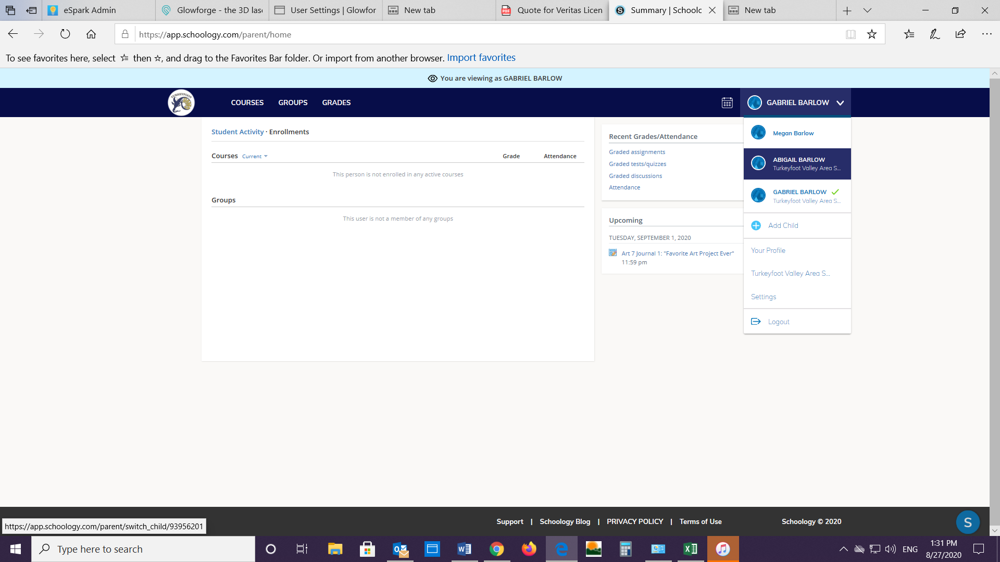 eSpark Admin
Glowforge - the 3D lase
User Settings | Glowfor
New tab
Quote for Veritas Licen
Summary | Schoolc
New tab
https://app.schoology.com/parent/home
To see favorites here, select then , and drag to the Favorites Bar folder. Or import from another browser. Import favorites
You are viewing as GABRIEL BARLOW
TURKEYFOOT
COURSES GROUPS GRADES
GABRIEL BARLOW
Student Activity · Enrollments
Courses Current Grade Attendance
This person is not enrolled in any active courses
Groups
This user is not a member of any groups
Recent Grades/Attendance
Graded assignments
Graded tests/quizzes
Graded discussions
Attendance
Upcoming
TUESDAY, SEPTEMBER 1, 2020
Art 7 Journal 1: "Favorite Art Project Ever"
11:59 pm
Megan Barlow
ABIGAIL BARLOW
Turkeyfoot Valley Area S...
GABRIEL BARLOW
Turkeyfoot Valley Area S...
Add Child
Your Profile
Turkeyfoot Valley Area S...
Settings
Logout
Support | Schoology Blog | PRIVACY POLICY | Terms of Use
Schoology © 2020
S
https://app.schoology.com/parent/switch_child/93956201
Type here to search
ENG
1:31 PM
8/27/2020